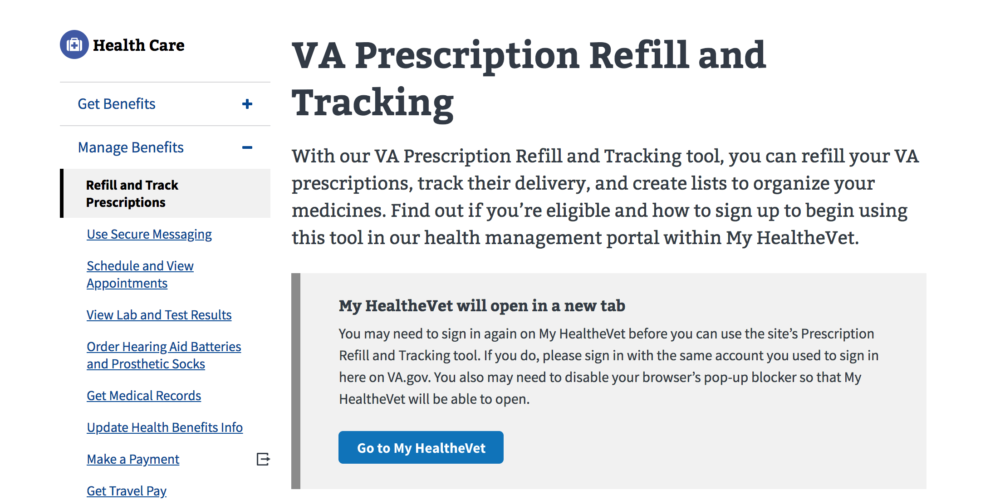 Health Care
Get Benefits
Manage Benefits
Refill and Track
Prescriptions
Use Secure Messaging
Schedule and View
Appointments
View Lab and Test Results
Order Hearing Aid Batteries
and Prosthetic Socks
Get Medical Records
Update Health Benefits Info
Make a Payment
Get Travel Pay
VA Prescription Refill and
Tracking
With our VA Prescription Refill and Tracking tool, you can refill your VA
prescriptions, track their delivery, and create lists to organize your
medicines. Find out if you’re eligible and how to sign up to begin using
this tool in our health management portal within My HealtheVet.
My HealtheVet will open in a new tab
You may need to sign in again on My HealtheVet before you can use the site’s Prescription
Refill and Tracking tool. If you do, please sign in with the same account you used to sign in
here on VA.gov. You also may need to disable your browser’s pop-up blocker so that My
HealtheVet will be able to open.
Go to My HealtheVet